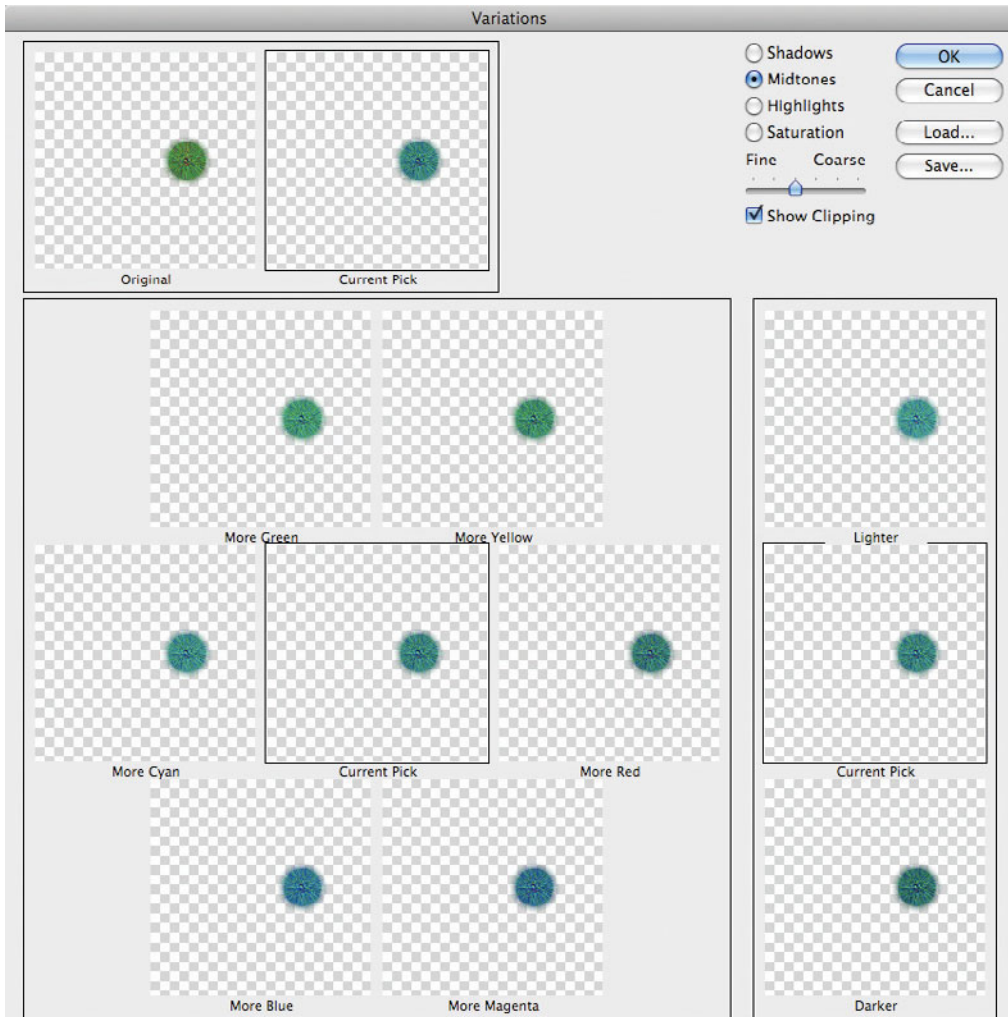 Variations
Original
Current Pick
Shadows
Midtones
Highlights
Saturation
Fine Coarse
Show Clipping
OK
Cancel
Load...
Save...
More Green
More Yellow
More Cyan
Current Pick
More Red
More Blue
More Magenta
Lighter
Current Pick
Darker